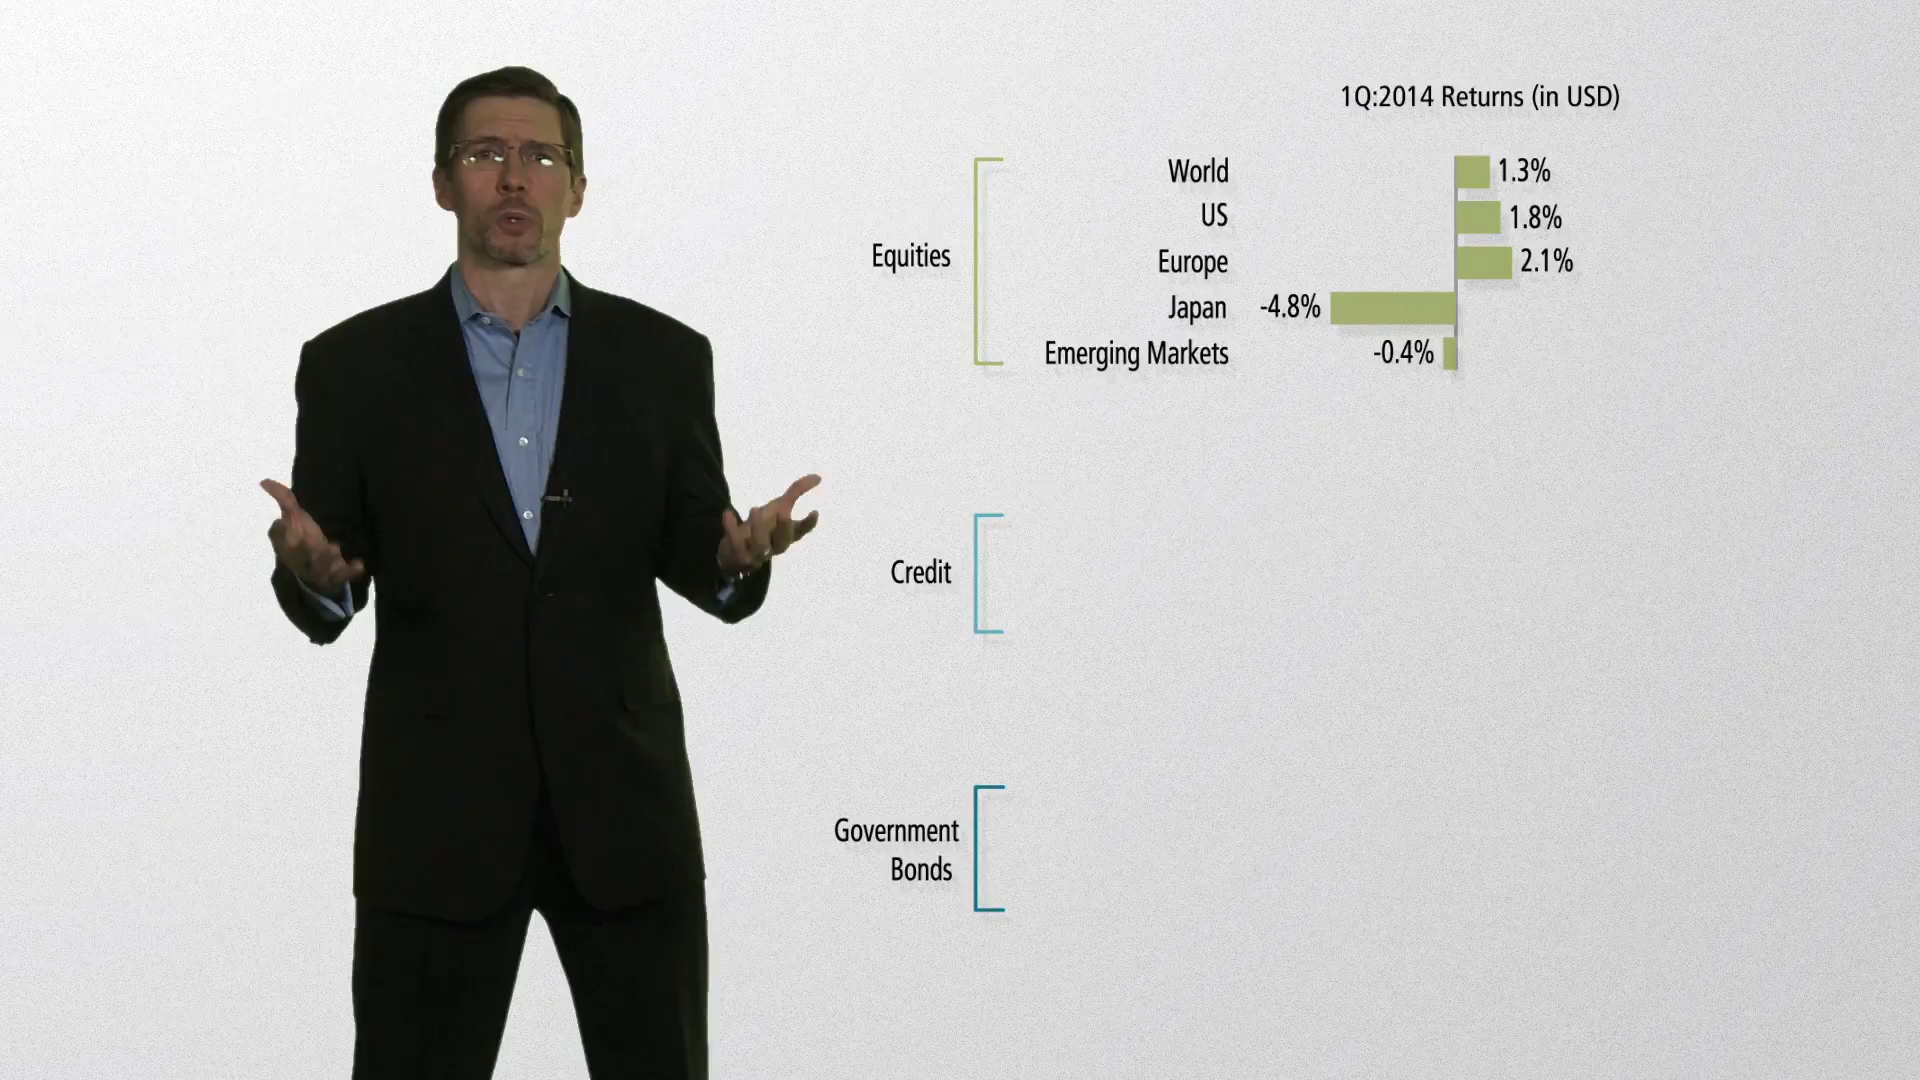 1Q:2014 Returns (in USD)
Equities
World 1.3%
US 1.8%
Europe 2.1%
Japan -4.8%
Emerging Markets -0.4%
Credit
Government
Bonds